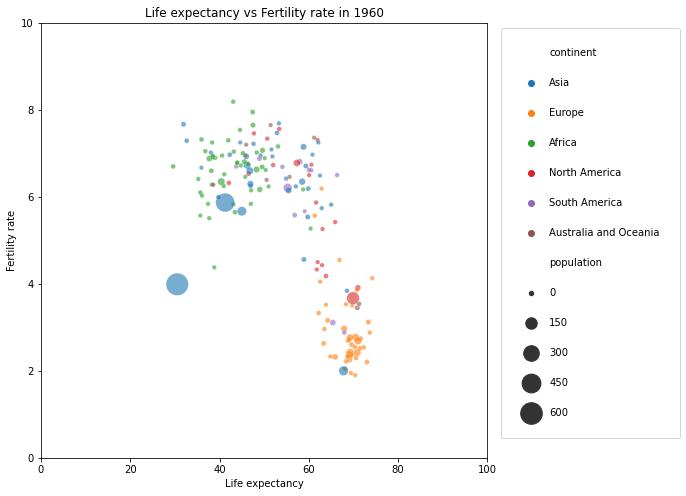 Life expectancy vs Fertility rate in 1960
10
8
6
4
2
0
Fertility rate
0 20 40 60 80 100
Life expectancy
continent
Asia
Europe
Africa
North America
South America
Australia and Oceania
population
0
150
300
450
600